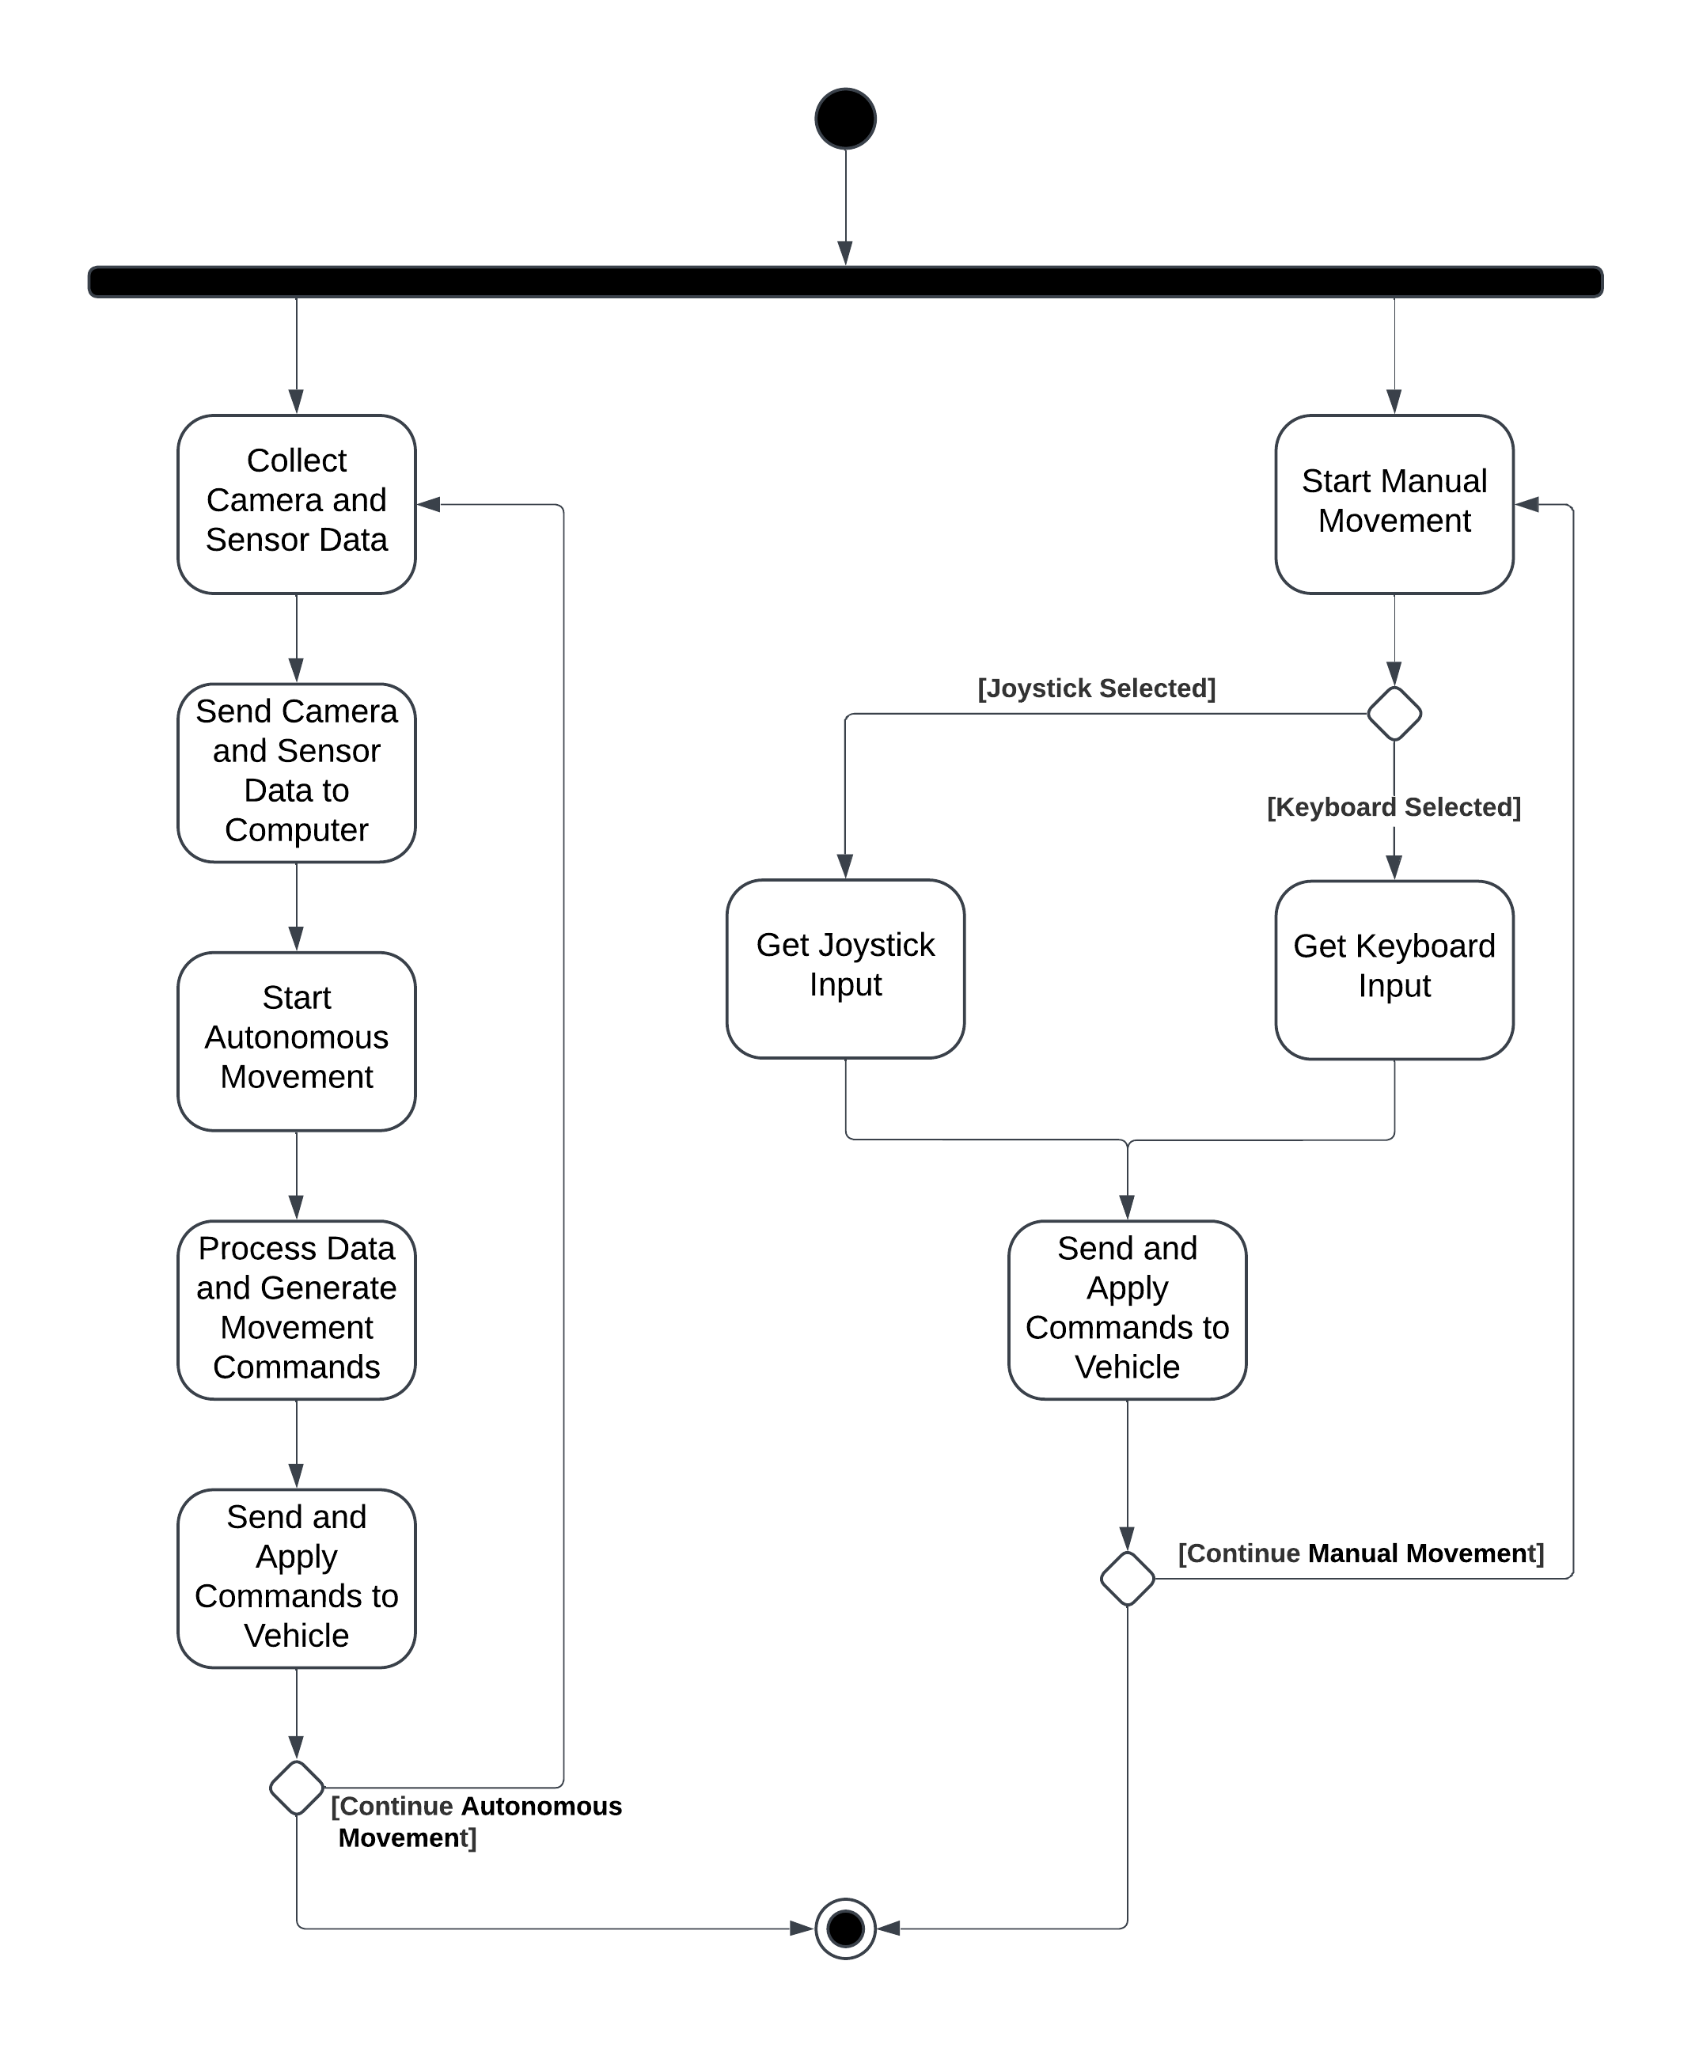 Collect
Camera and
Sensor Data
Start Manual
Movement
Send Camera
and Sensor
Data to
Computer
[Joystick Selected]
[Keyboard Selected]
Start
Autonomous
Movement
Get Joystick
Input
Get Keyboard
Input
Process Data
and Generate
Movement
Commands
Send and
Apply
Commands to
Vehicle
Send and
Apply
Commands to
Vehicle
[Continue Manual Movement]
[Continue Autonomous
Movement]